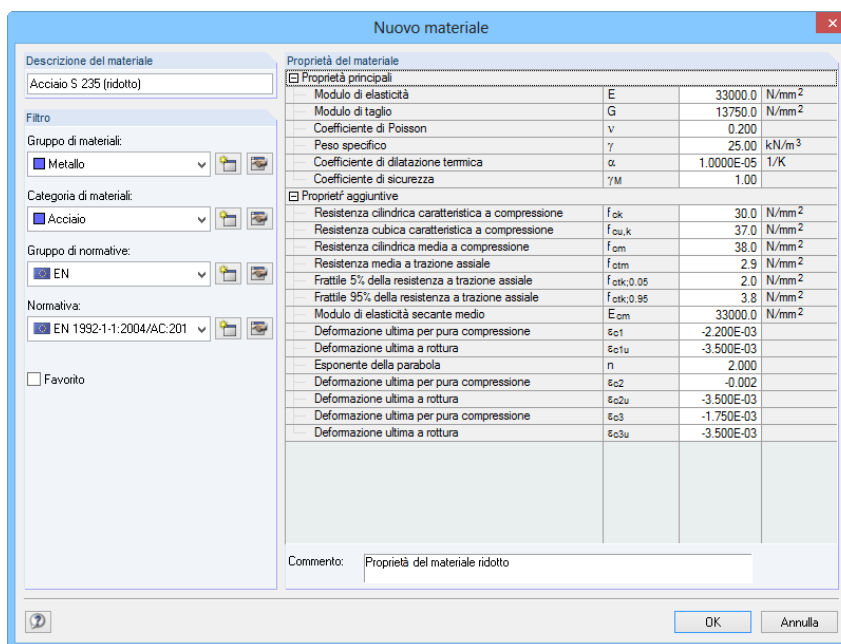 Nuovo materiale
Descrizione del materiale
Acciaio S 235 (ridotto)
Filtro
Gruppo di materiali:
Metallo
Categoria di materiali:
Acciaio
Gruppo di normative:
EN
Normativa:
EN 1992-1-1:2004/AC:201
Favorito
Proprietà del materiale
Proprietà principali
Modulo di elasticità E 33000.0 N/mm²
Modulo di taglio G 13750.0 N/mm²
Coefficiente di Poisson ν 0.200
Peso specifico γ 25.00 kN/m³
Coefficiente di dilatazione termica α 1.0000E-05 1/K
Coefficiente di sicurezza γM 1.00
Proprietŕ aggiuntive
Resistenza cilindrica caratteristica a compressione fck 30.0 N/mm²
Resistenza cubica caratteristica a compressione fcu,k 37.0 N/mm²
Resistenza cilindrica media a compressione fcm 38.0 N/mm²
Resistenza media a trazione assiale fctm 2.9 N/mm²
Frattile 5% della resistenza a trazione assiale fctk;0.05 2.0 N/mm²
Frattile 95% della resistenza a trazione assiale fctk;0.95 3.8 N/mm²
Modulo di elasticità secante medio Ecm 33000.0 N/mm²
Deformazione ultima per pura compressione εc1 -2.200E-03
Deformazione ultima a rottura εc1u -3.500E-03
Esponente della parabola n 2.000
Deformazione ultima per pura compressione εc2 -0.002
Deformazione ultima a rottura εc2u -3.500E-03
Deformazione ultima per pura compressione εc3 -1.750E-03
Deformazione ultima a rottura εc3u -3.500E-03
Commento: Proprietà del materiale ridotto
OK Annulla